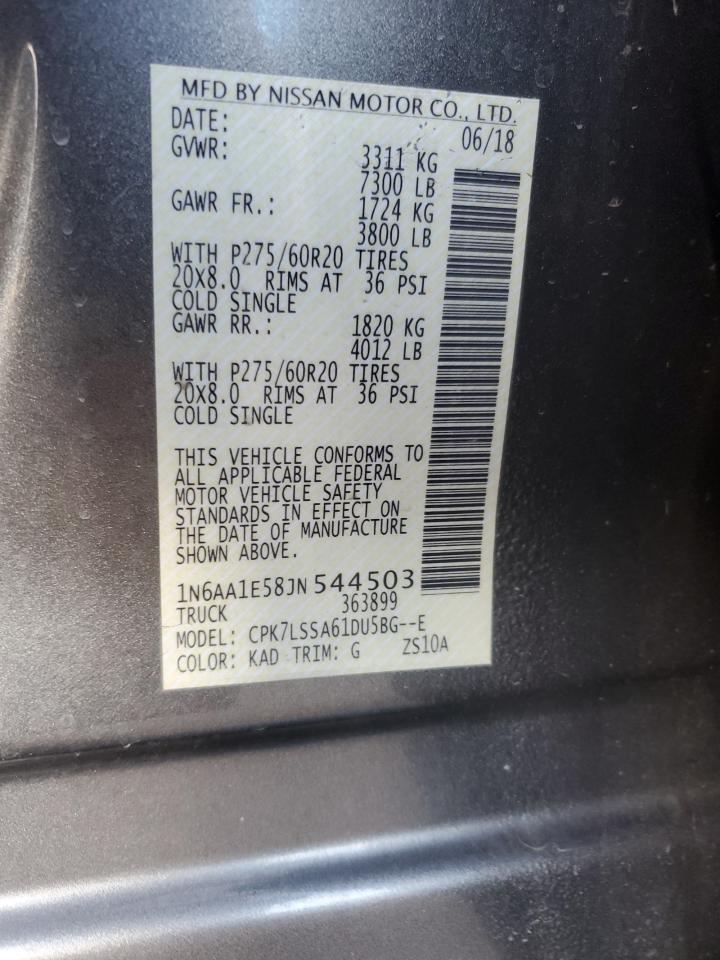 MFD BY NISSAN MOTOR CO., LTD.
DATE: 06/18
GVWR: 3311 KG
7300 LB
GAWR FR.: 1724 KG
3800 LB
WITH P275/60R20 TIRES
20X8.0 RIMS AT 36 PSI
COLD SINGLE
GAWR RR.: 1820 KG
4012 LB
WITH P275/60R20 TIRES
20X8.0 RIMS AT 36 PSI
COLD SINGLE
THIS VEHICLE CONFORMS TO
ALL APPLICABLE FEDERAL
MOTOR VEHICLE SAFETY
STANDARDS IN EFFECT ON
THE DATE OF MANUFACTURE
SHOWN ABOVE.
1N6AA1E58JN 544503
TRUCK 363899
MODEL: CPK7LSSA61DU5BG--E
COLOR: KAD TRIM: G ZS10A